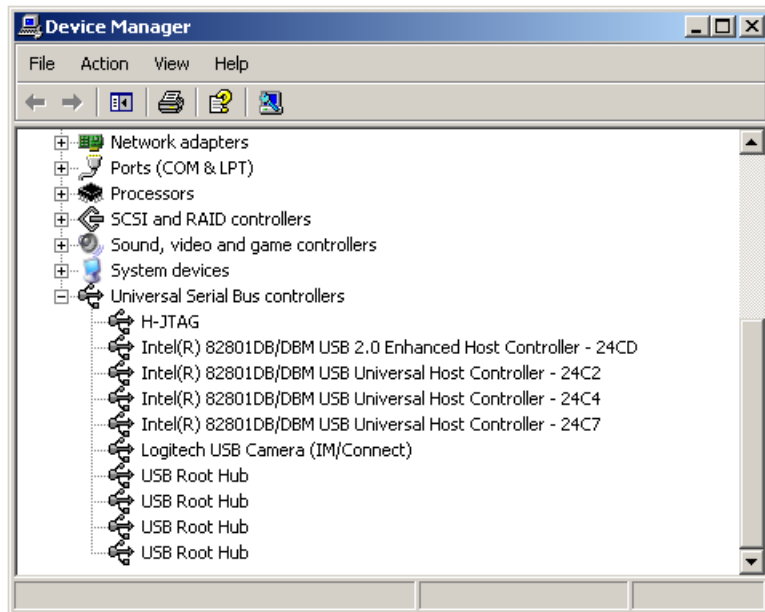 Device Manager
File Action View Help
Network adapters
Ports (COM & LPT)
Processors
SCSI and RAID controllers
Sound, video and game controllers
System devices
Universal Serial Bus controllers
H-JTAG
Intel(R) 82801DB/DBM USB 2.0 Enhanced Host Controller - 24CD
Intel(R) 82801DB/DBM USB Universal Host Controller - 24C2
Intel(R) 82801DB/DBM USB Universal Host Controller - 24C4
Intel(R) 82801DB/DBM USB Universal Host Controller - 24C7
Logitech USB Camera (IM/Connect)
USB Root Hub
USB Root Hub
USB Root Hub
USB Root Hub